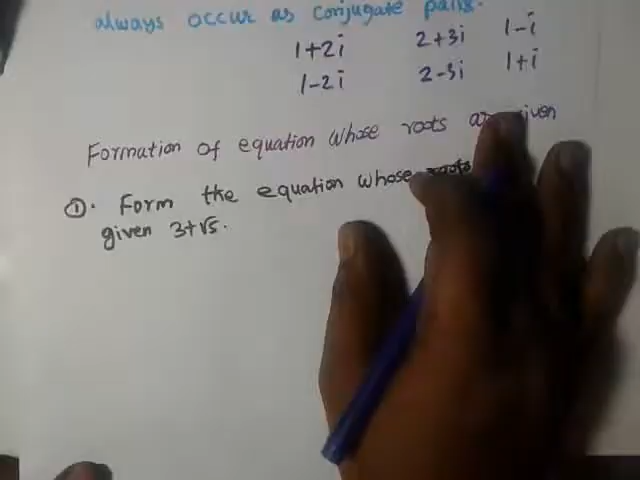 always occur as conjugate pairs.
1+2i 2+3i 1-i
1-2i 2-3i 1+i
Formation of equation whose roots are given
①. Form the equation whose roots
given 3+√5.